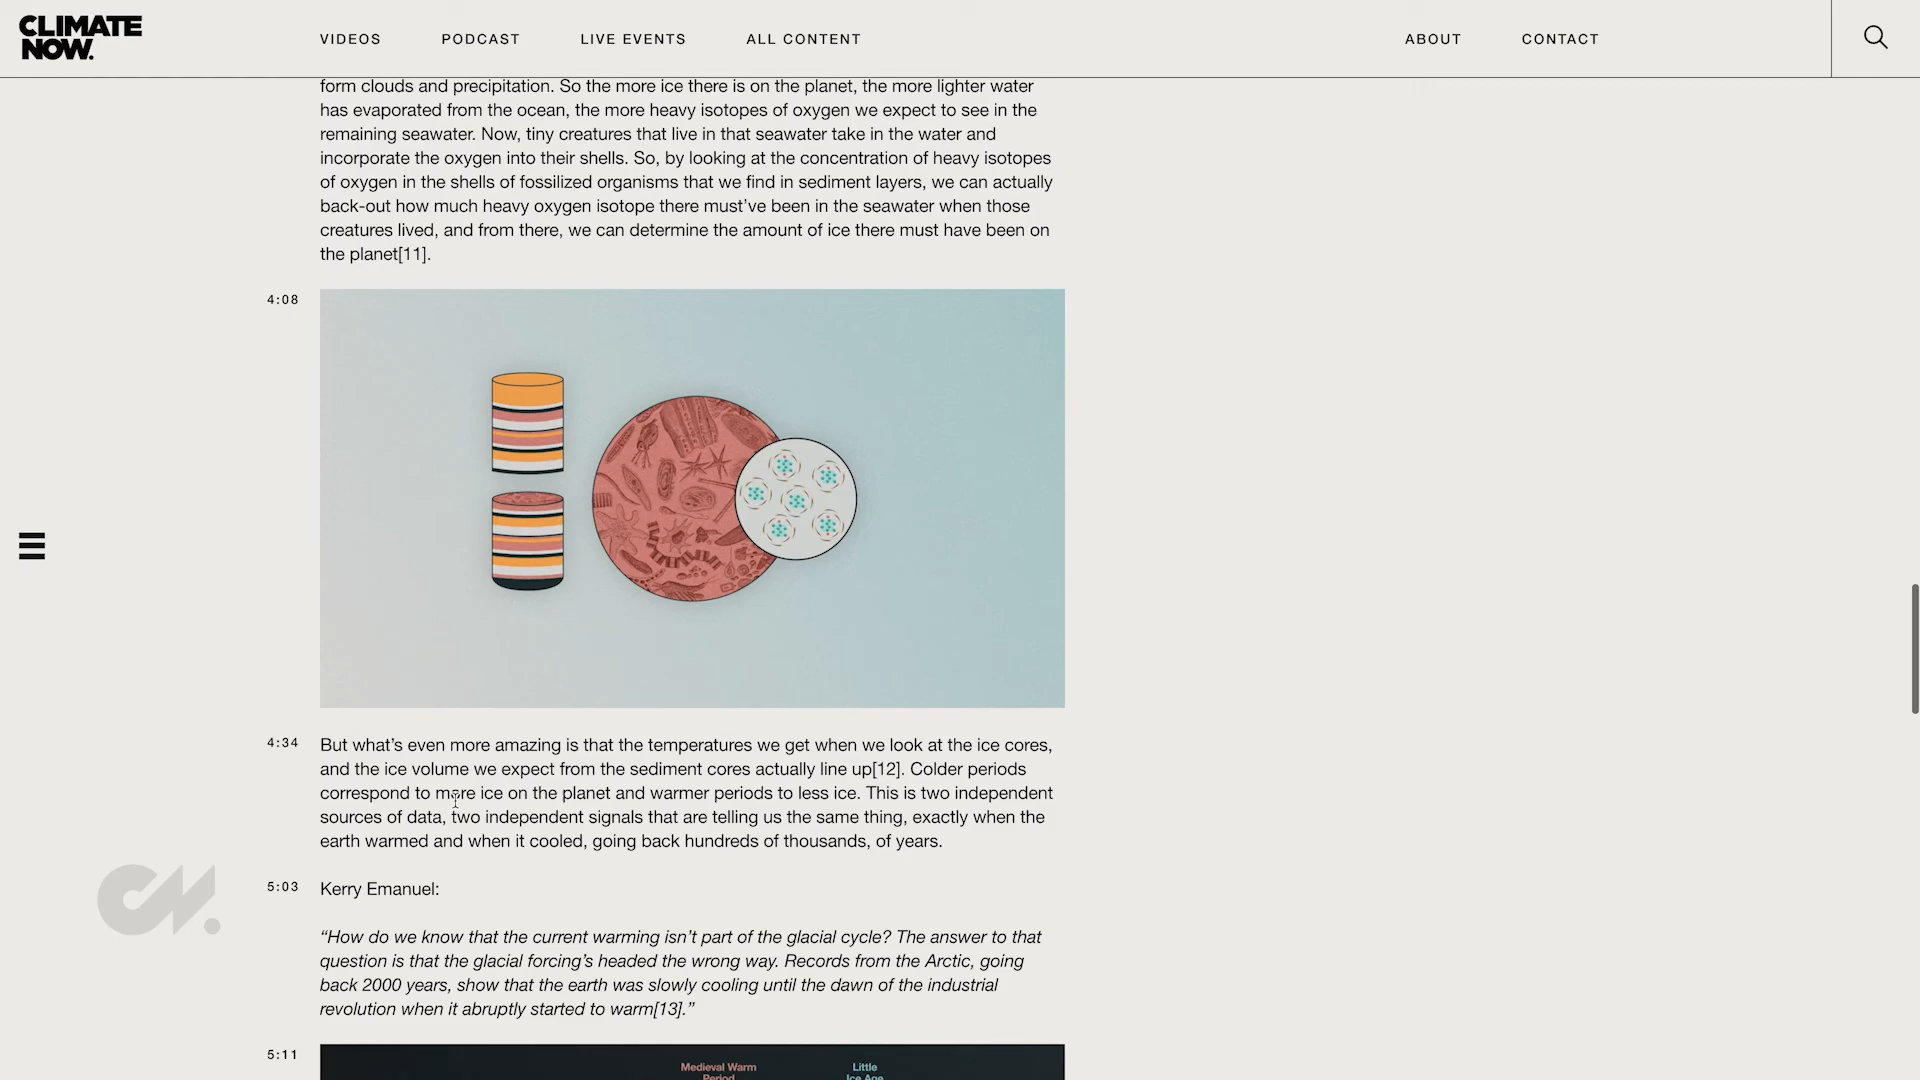 CLIMATE
NOW.
VIDEOS
PODCAST
LIVE EVENTS
ALL CONTENT
ABOUT
CONTACT
form clouds and precipitation. So the more ice there is on the planet, the more lighter water
has evaporated from the ocean, the more heavy isotopes of oxygen we expect to see in the
remaining seawater. Now, tiny creatures that live in that seawater take in the water and
incorporate the oxygen into their shells. So, by looking at the concentration of heavy isotopes
of oxygen in the shells of fossilized organisms that we find in sediment layers, we can actually
back-out how much heavy oxygen isotope there must’ve been in the seawater when those
creatures lived, and from there, we can determine the amount of ice there must have been on
the planet[11].
4:08
4:34
But what’s even more amazing is that the temperatures we get when we look at the ice cores,
and the ice volume we expect from the sediment cores actually line up[12]. Colder periods
correspond to more ice on the planet and warmer periods to less ice. This is two independent
sources of data, two independent signals that are telling us the same thing, exactly when the
earth warmed and when it cooled, going back hundreds of thousands, of years.
5:03
Kerry Emanuel:
“How do we know that the current warming isn’t part of the glacial cycle? The answer to that
question is that the glacial forcing’s headed the wrong way. Records from the Arctic, going
back 2000 years, show that the earth was slowly cooling until the dawn of the industrial
revolution when it abruptly started to warm[13].”
CN.
5:11
Medieval Warm
Period
Little
Ice Age